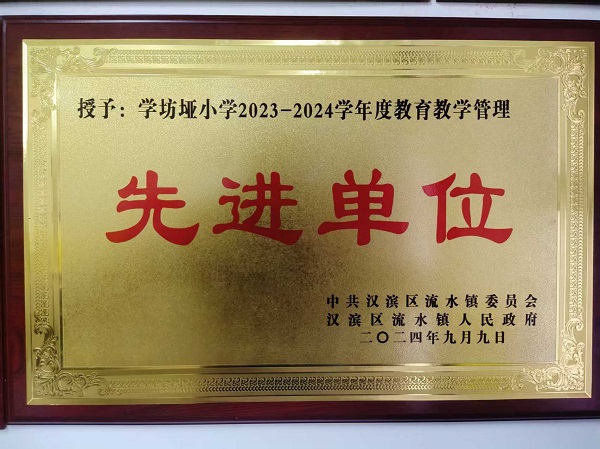 授予：学坊垭小学2023-2024学年度教育教学管理
先进单位
中共汉滨区流水镇委员会
汉滨区流水镇人民政府
二〇二四年九月九日